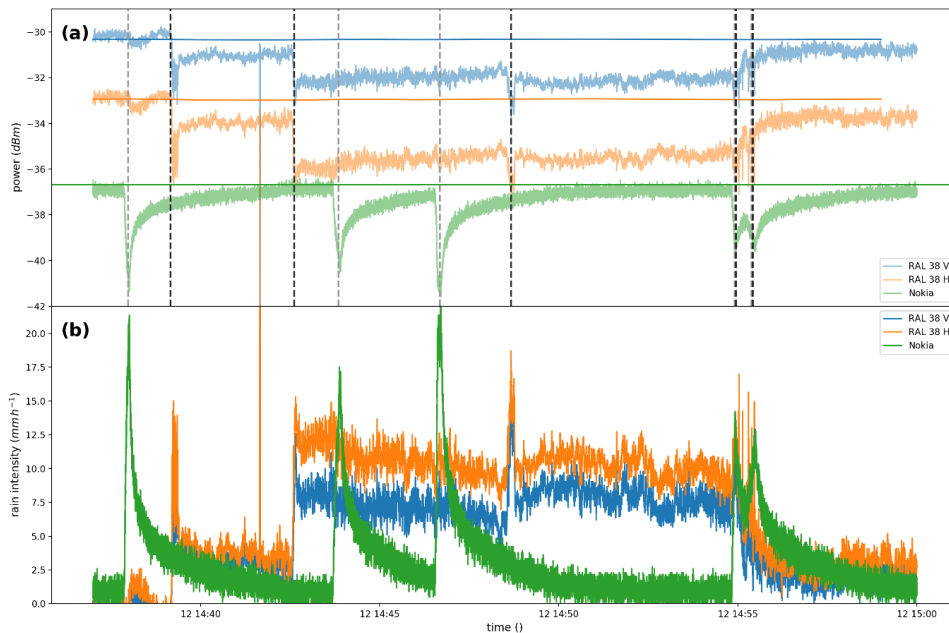 (a)
−30
−32
−34
−36
−38
−40
−42
power (dBm)
RAL 38 V
RAL 38 H
Nokia
(b)
20.0
17.5
15.0
12.5
10.0
7.5
5.0
2.5
0.0
rain intensity (mm h⁻¹)
RAL 38 V
RAL 38 H
Nokia
12 14:40
12 14:45
12 14:50
12 14:55
12 15:00
time ()